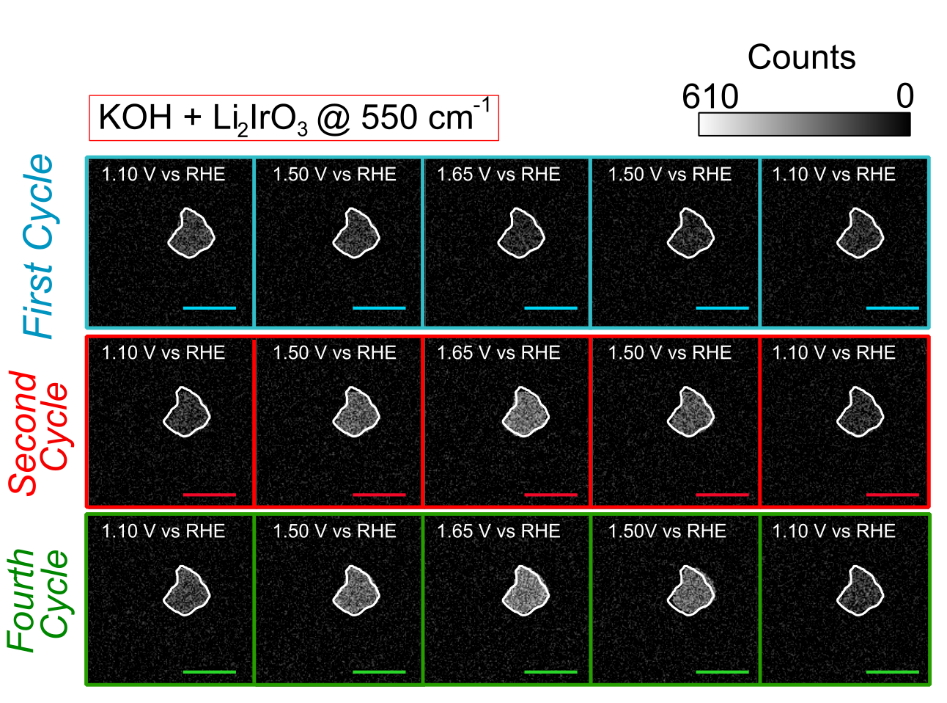 Counts
610 0
KOH + Li₂IrO₃ @ 550 cm⁻¹
First Cycle
1.10 V vs RHE 1.50 V vs RHE 1.65 V vs RHE 1.50 V vs RHE 1.10 V vs RHE
Second
Cycle
1.10 V vs RHE 1.50 V vs RHE 1.65 V vs RHE 1.50 V vs RHE 1.10 V vs RHE
Fourth
Cycle
1.10 V vs RHE 1.50 V vs RHE 1.65 V vs RHE 1.50V vs RHE 1.10 V vs RHE